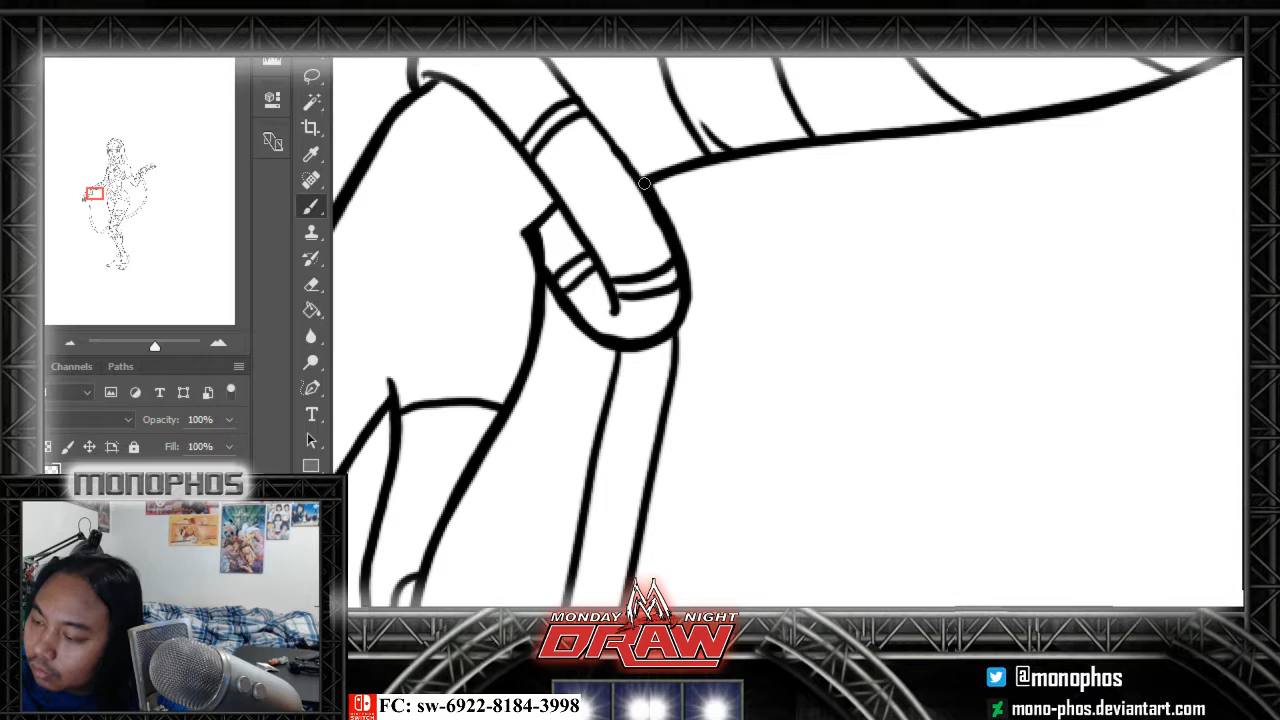 Channels Paths
Opacity: 100%
Fill: 100%
MONOPHOS
MONDAY NIGHT
DRAW
FC: sw-6922-8184-3998
@monophos
mono-phos.deviantart.com